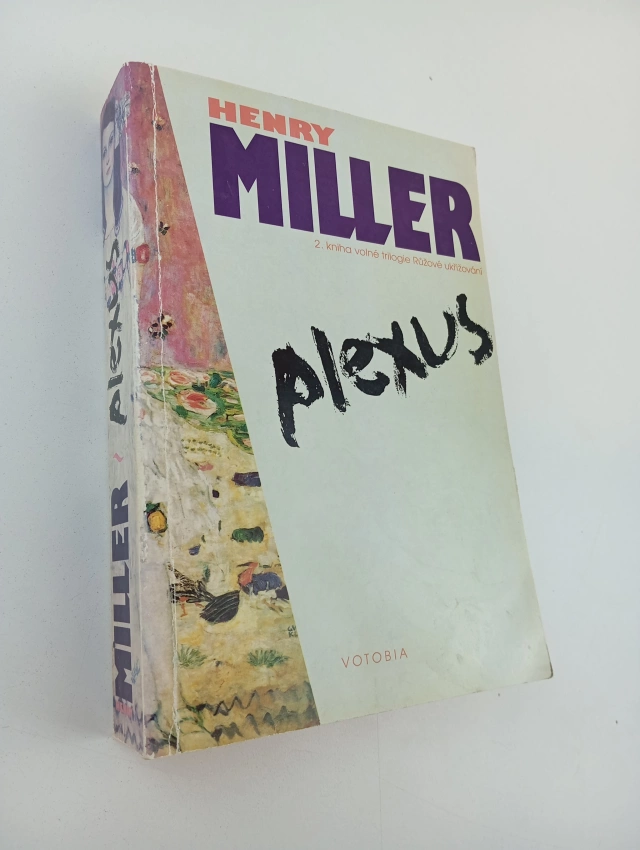 HENRY
MILLER
2. kniha volné trilogie Růžové ukřižování
plexus
VOTOBIA
plexus
MILLER